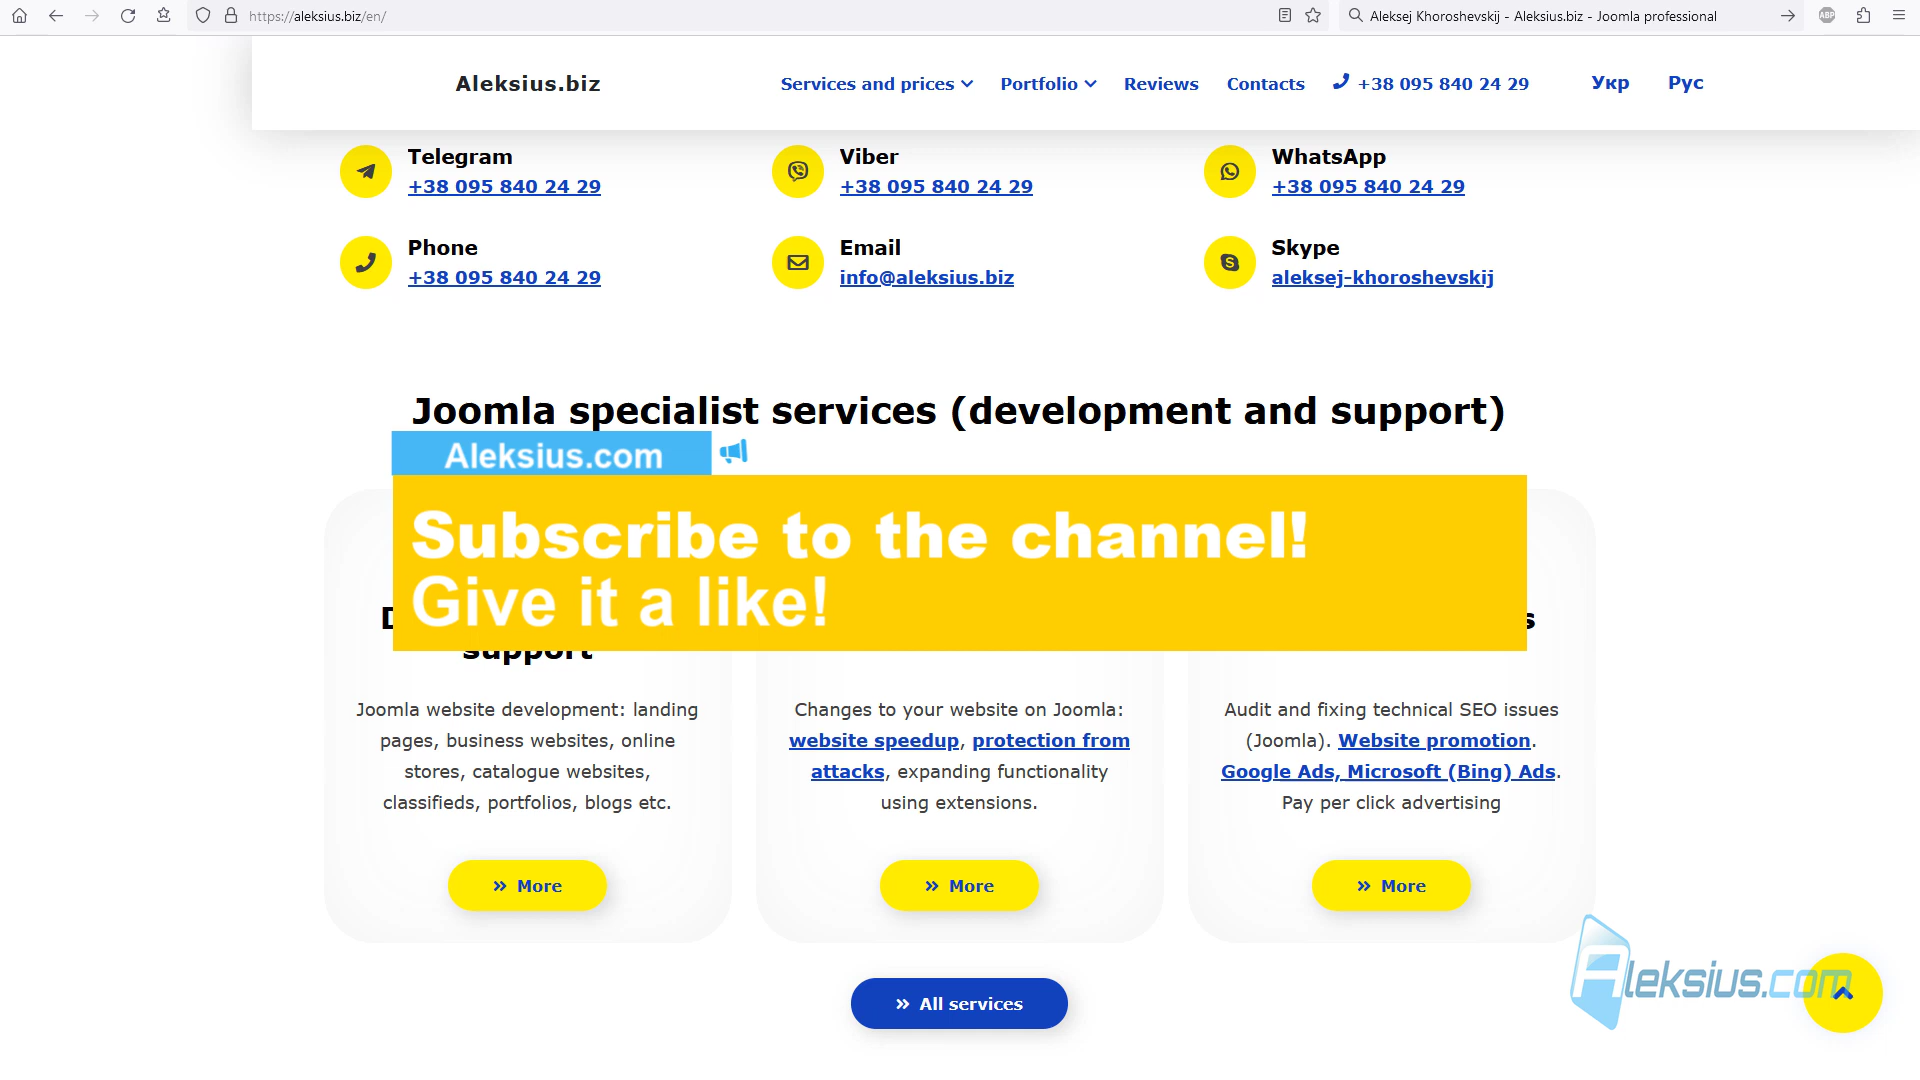 https://aleksius.biz/en/
Aleksej Khoroshevskij - Aleksius.biz - Joomla professional
ABP
Aleksius.biz
Services and prices
Portfolio
Reviews
Contacts
+38 095 840 24 29
Укр
Рус
Telegram
+38 095 840 24 29
Viber
+38 095 840 24 29
WhatsApp
+38 095 840 24 29
Phone
+38 095 840 24 29
Email
info@aleksius.biz
Skype
aleksej-khoroshevskij
Joomla specialist services (development and support)
Aleksius.com
Subscribe to the channel!
Give it a like!
support
Joomla website development: landing
pages, business websites, online
stores, catalogue websites,
classifieds, portfolios, blogs etc.
Changes to your website on Joomla:
website speedup, protection from
attacks, expanding functionality
using extensions.
Audit and fixing technical SEO issues
(Joomla). Website promotion.
Google Ads, Microsoft (Bing) Ads.
Pay per click advertising
More
More
More
All services
Aleksius.com